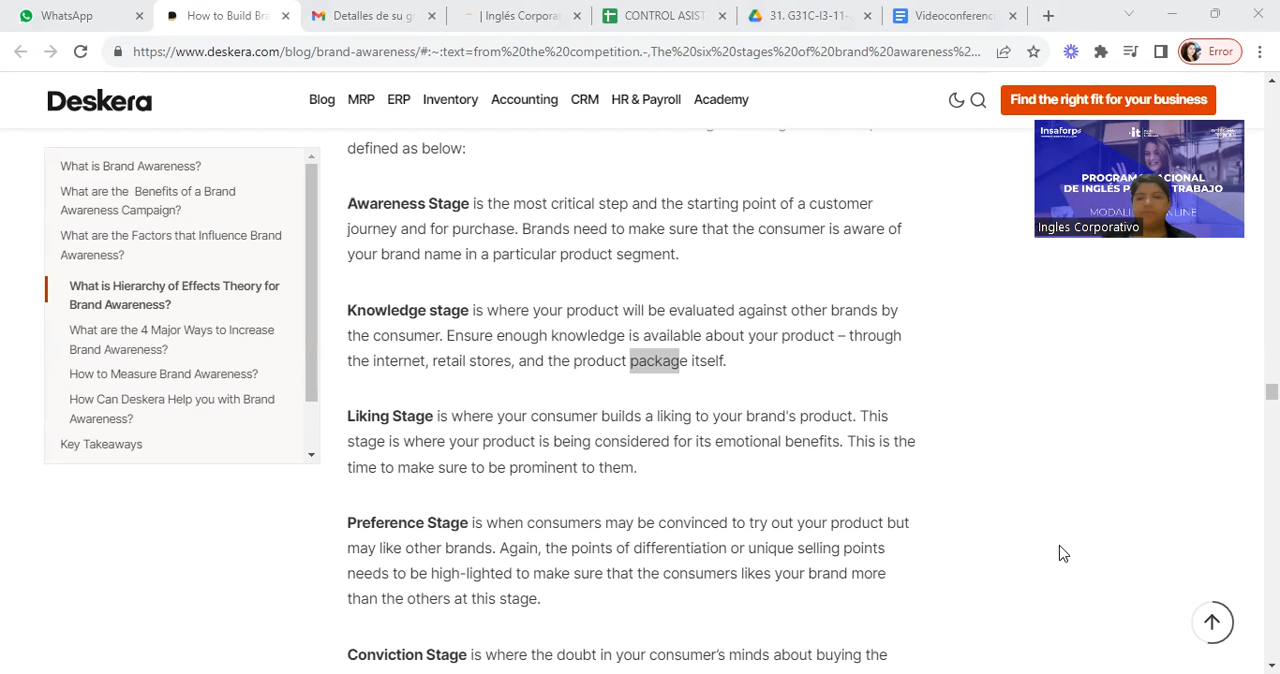 WhatsApp
How to Build Bra
Detalles de su g
| Inglés Corpora
CONTROL ASIST
31. G31C-I3-11-
Videoconferenc
https://www.deskera.com/blog/brand-awareness/#:~:text=from%20the%20competition.-,The%20six%20stages%20of%20brand%20awareness%2...
Error
Deskera
Blog MRP ERP Inventory Accounting CRM HR & Payroll Academy
Find the right fit for your business
What is Brand Awareness?
What are the Benefits of a Brand
Awareness Campaign?
What are the Factors that Influence Brand
Awareness?
What is Hierarchy of Effects Theory for
Brand Awareness?
What are the 4 Major Ways to Increase
Brand Awareness?
How to Measure Brand Awareness?
How Can Deskera Help you with Brand
Awareness?
Key Takeaways
defined as below:
Awareness Stage is the most critical step and the starting point of a customer
journey and for purchase. Brands need to make sure that the consumer is aware of
your brand name in a particular product segment.
Knowledge stage is where your product will be evaluated against other brands by
the consumer. Ensure enough knowledge is available about your product – through
the internet, retail stores, and the product package itself.
Liking Stage is where your consumer builds a liking to your brand's product. This
stage is where your product is being considered for its emotional benefits. This is the
time to make sure to be prominent to them.
Preference Stage is when consumers may be convinced to try out your product but
may like other brands. Again, the points of differentiation or unique selling points
needs to be high-lighted to make sure that the consumers likes your brand more
than the others at this stage.
Conviction Stage is where the doubt in your consumer's minds about buying the
Insaforp
DE INGLÉS TRABAJO
Ingles Corporativo